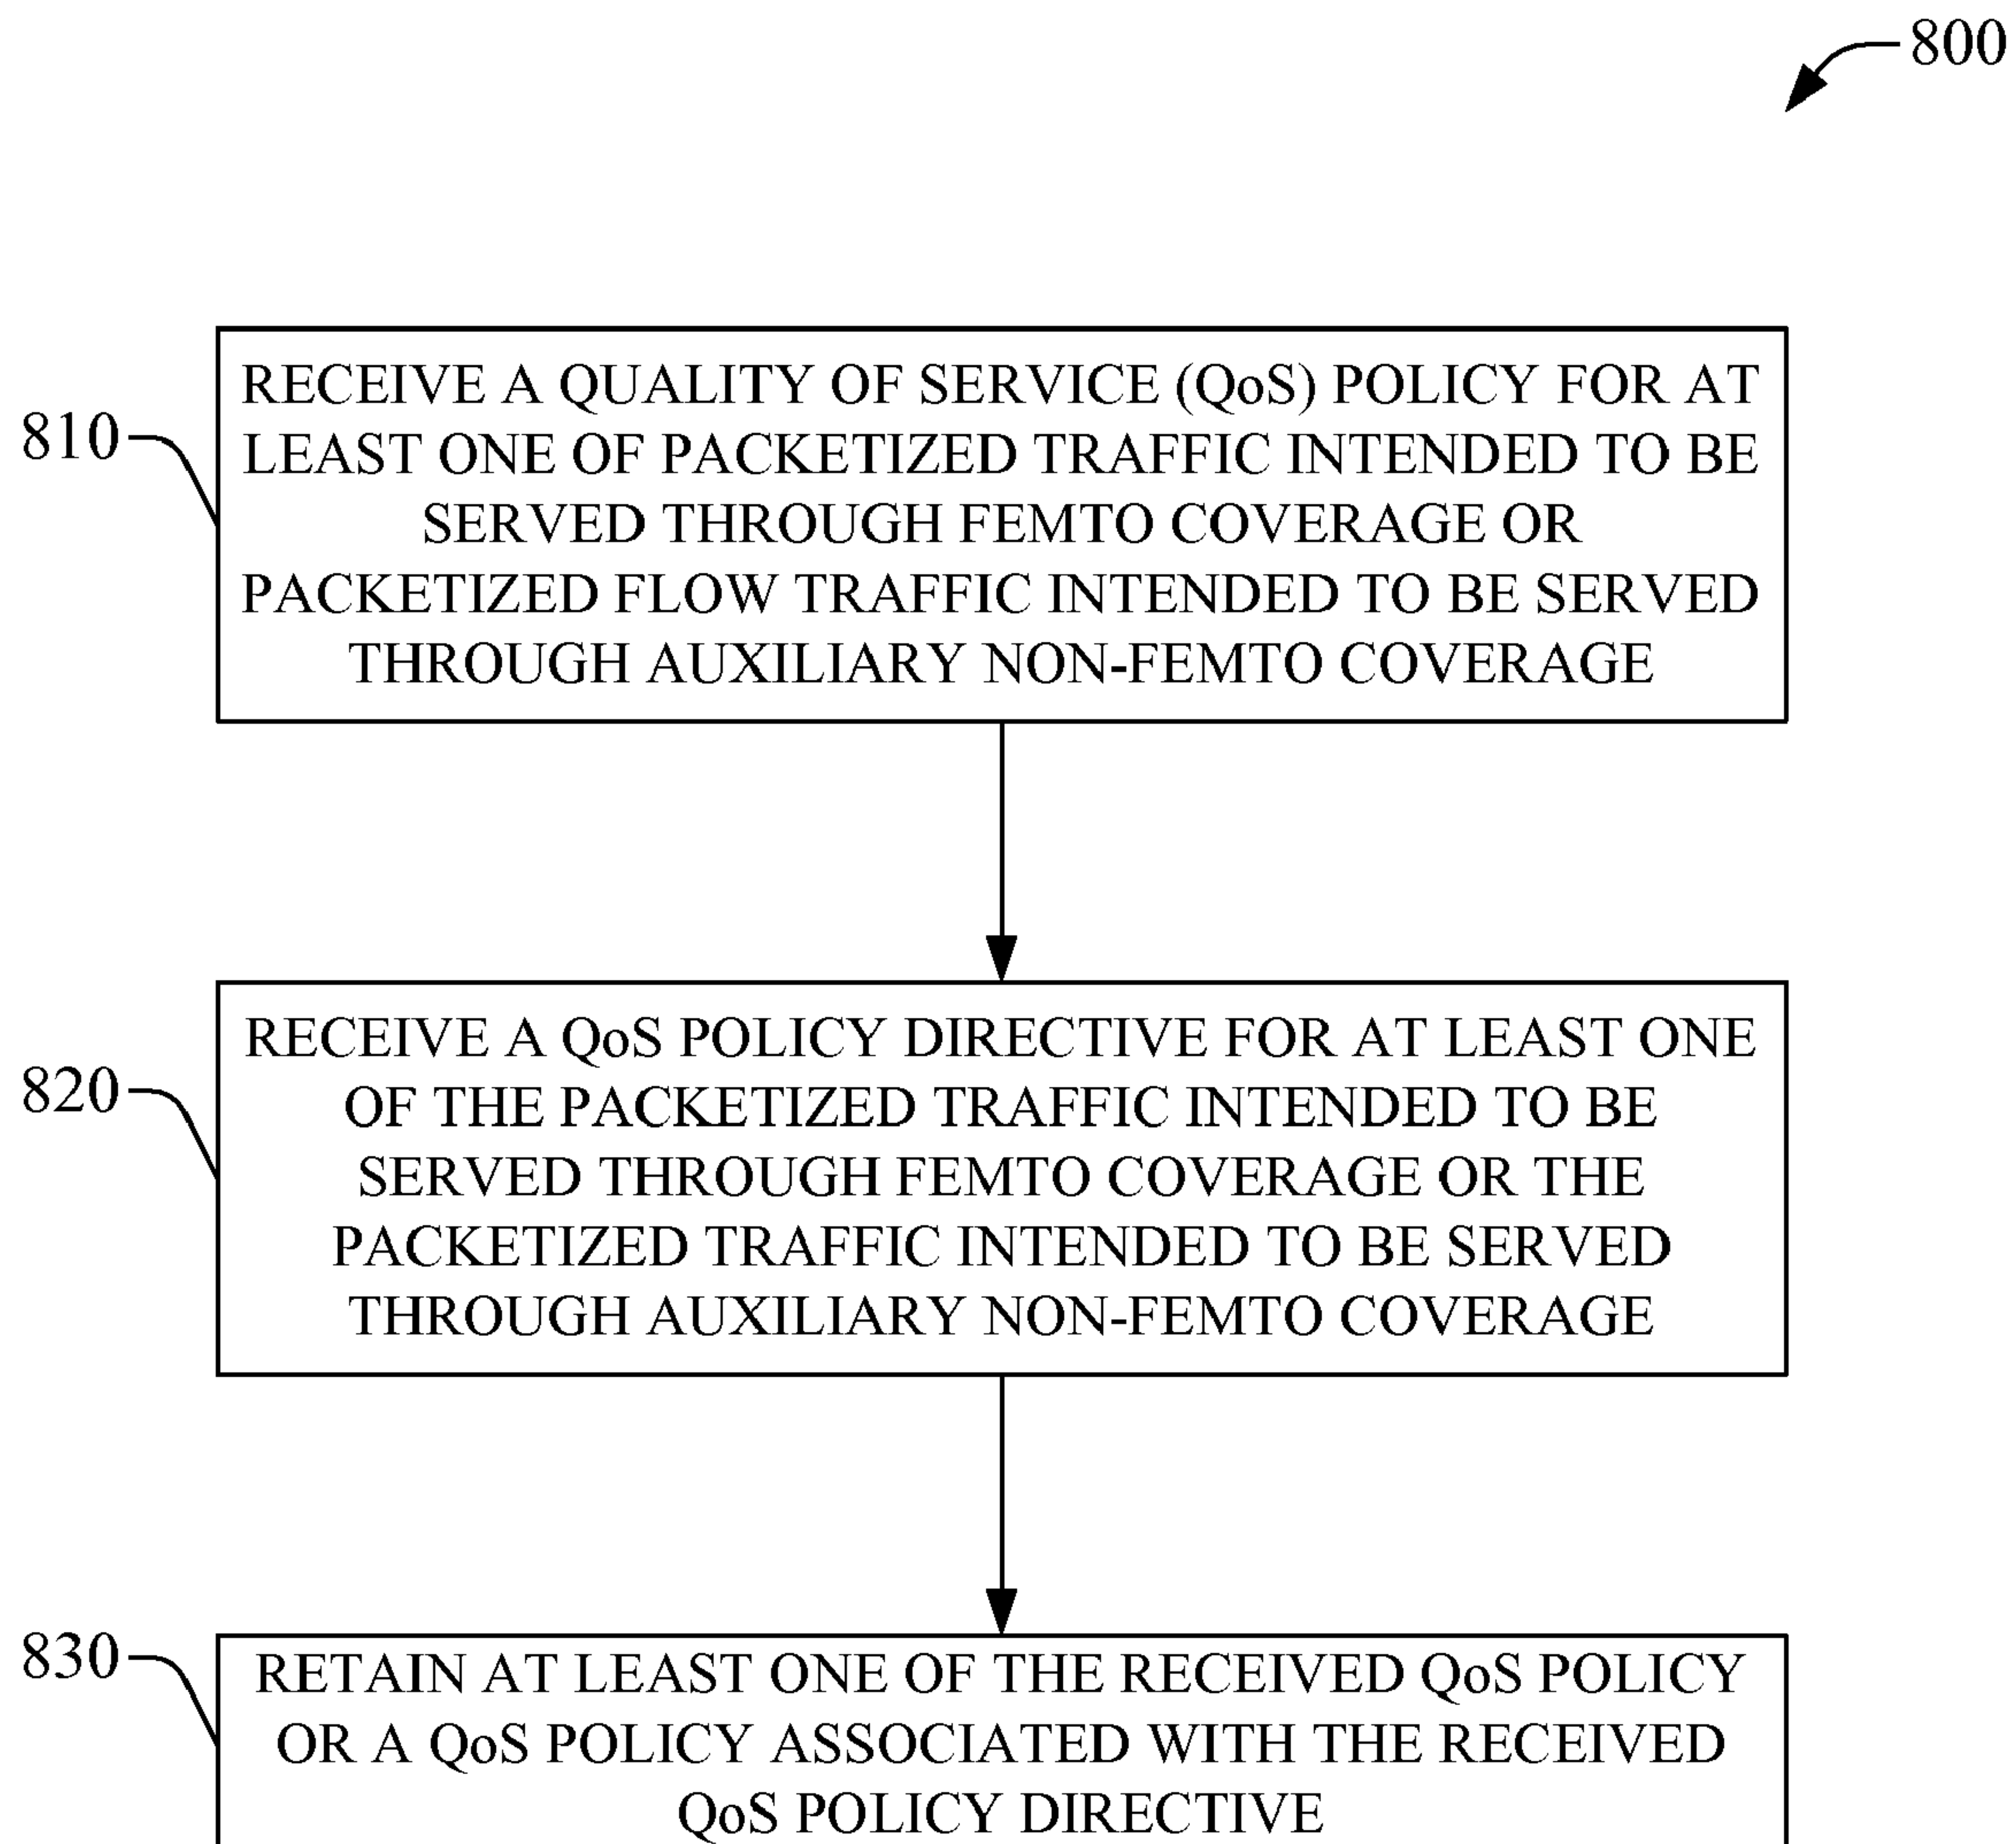 800
810
RECEIVE A QUALITY OF SERVICE (QoS) POLICY FOR AT
LEAST ONE OF PACKETIZED TRAFFIC INTENDED TO BE
SERVED THROUGH FEMTO COVERAGE OR
PACKETIZED FLOW TRAFFIC INTENDED TO BE SERVED
THROUGH AUXILIARY NON-FEMTO COVERAGE
820
RECEIVE A QoS POLICY DIRECTIVE FOR AT LEAST ONE
OF THE PACKETIZED TRAFFIC INTENDED TO BE
SERVED THROUGH FEMTO COVERAGE OR THE
PACKETIZED TRAFFIC INTENDED TO BE SERVED
THROUGH AUXILIARY NON-FEMTO COVERAGE
830
RETAIN AT LEAST ONE OF THE RECEIVED QoS POLICY
OR A QoS POLICY ASSOCIATED WITH THE RECEIVED
QoS POLICY DIRECTIVE